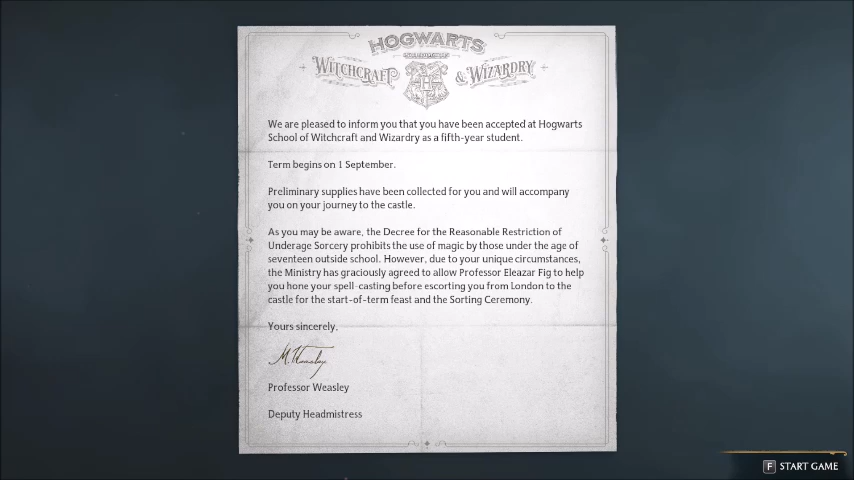 HOGWARTS
WITCHCRAFT & WIZARDRY
H
We are pleased to inform you that you have been accepted at Hogwarts
School of Witchcraft and Wizardry as a fifth-year student.
Term begins on 1 September.
Preliminary supplies have been collected for you and will accompany
you on your journey to the castle.
As you may be aware, the Decree for the Reasonable Restriction of
Underage Sorcery prohibits the use of magic by those under the age of
seventeen outside school. However, due to your unique circumstances,
the Ministry has graciously agreed to allow Professor Eleazar Fig to help
you hone your spell-casting before escorting you from London to the
castle for the start-of-term feast and the Sorting Ceremony.
Yours sincerely,
M. Weasley
Professor Weasley
Deputy Headmistress
F START GAME